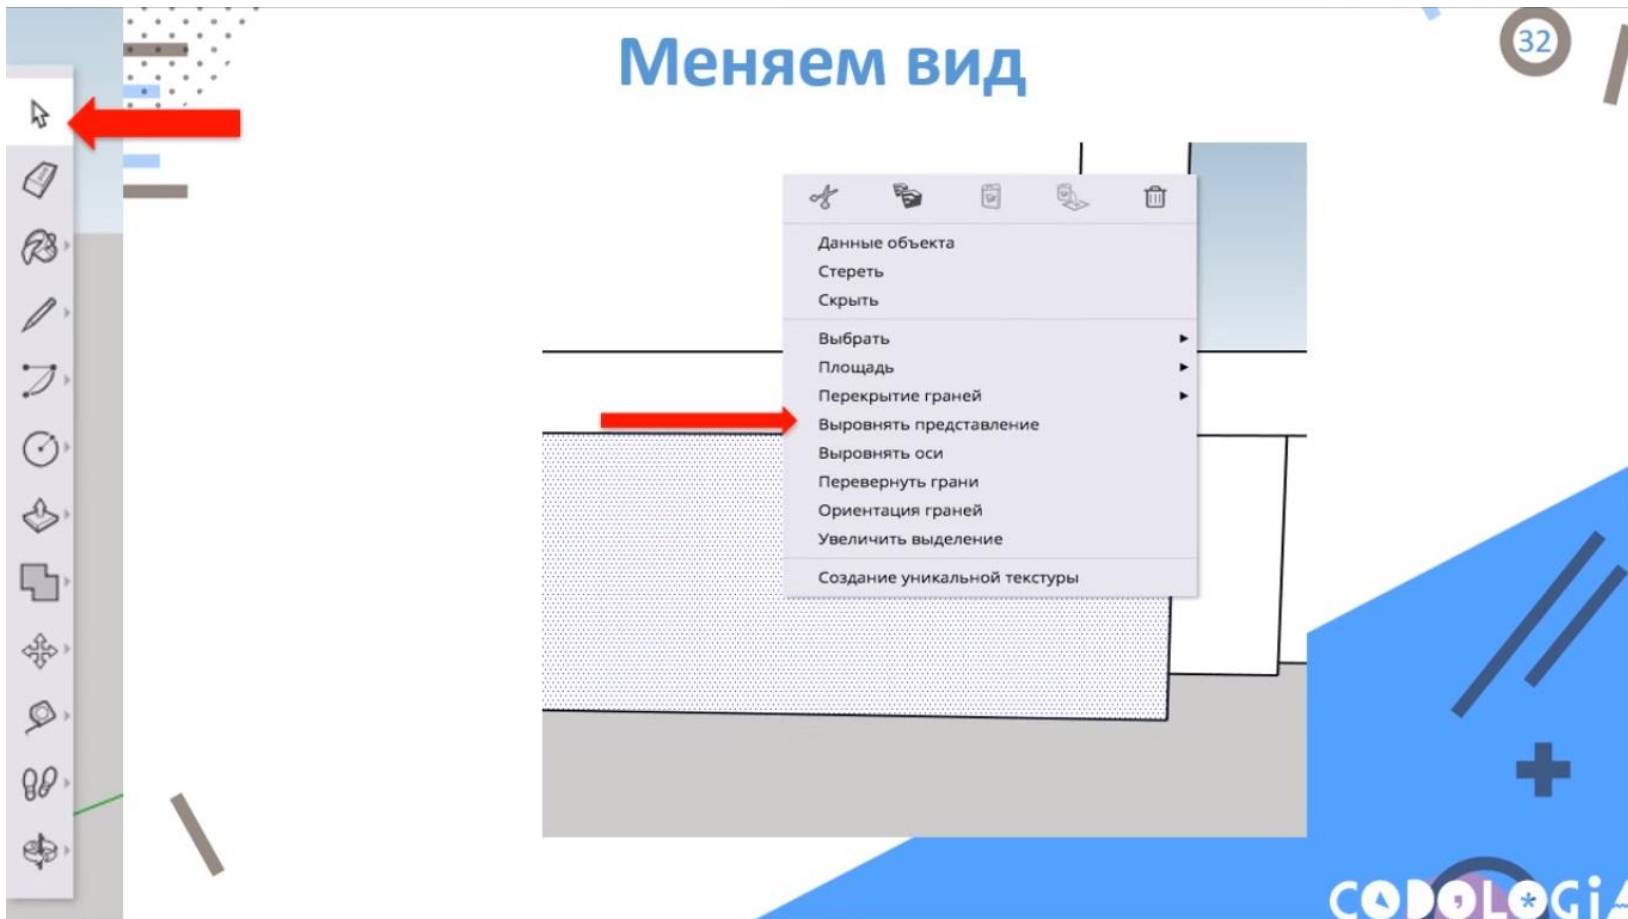 Меняем вид
32
Данные объекта
Стереть
Скрыть
Выбрать
Площадь
Перекрытие граней
Выровнять представление
Выровнять оси
Перевернуть грани
Ориентация граней
Увеличить выделение
Создание уникальной текстуры
CODOLOGiA